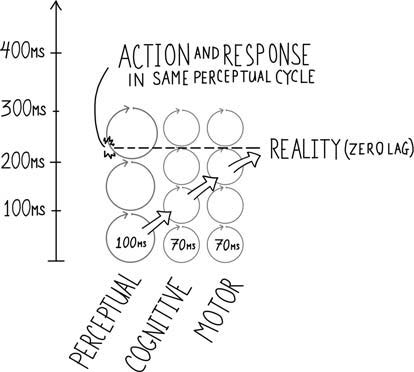 400MS
300MS
200MS
100MS
ACTION AND RESPONSE
IN SAME PERCEPTUAL CYCLE
REALITY (ZERO LAG)
100MS
70MS
70MS
PERCEPTUAL
COGNITIVE
MOTOR